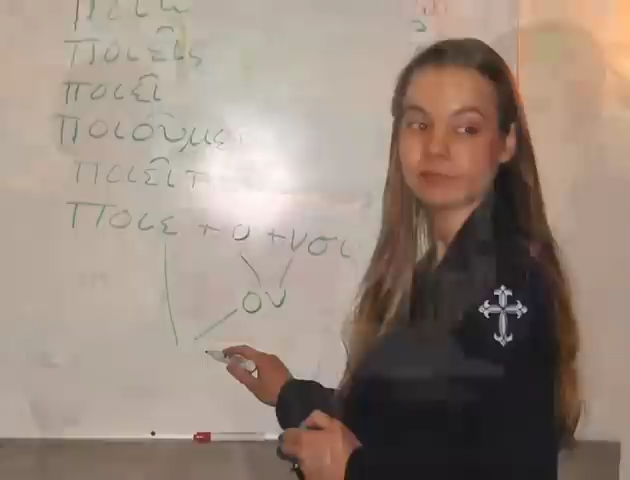 ποιεῖς
ποιεῖ
ποιοῦμε
ποιεῖτ
ποιε + ο + νσι
ου